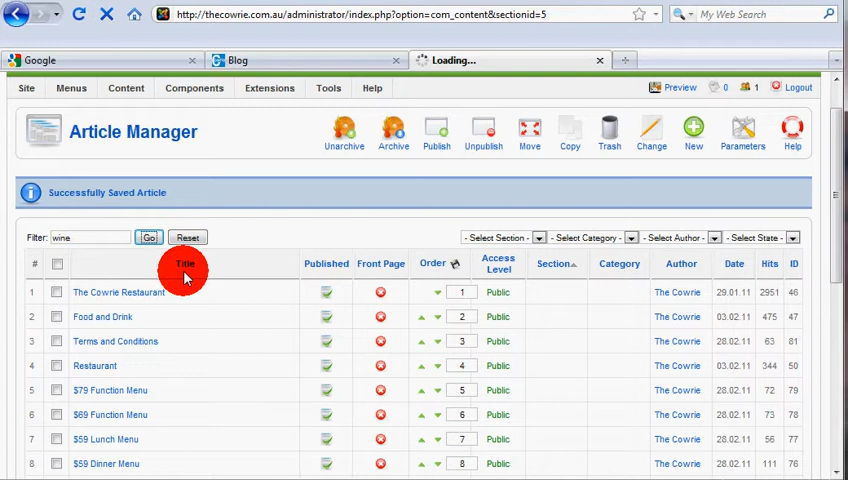 http://thecowrie.com.au/administrator/index.php?option=com_content&sectionid=5
My Web Search
Google
Blog
Loading...
Site Menus Content Components Extensions Tools Help
Preview 0 1 Logout
Article Manager
Unarchive Archive Publish Unpublish Move Copy Trash Change New Parameters Help
Successfully Saved Article
Filter: wine Go Reset - Select Section - - Select Category - - Select Author - - Select State -
# Title Published Front Page Order Access Level Section Category Author Date Hits ID
1 The Cowrie Restaurant 1 Public The Cowrie 29.01.11 2951 46
2 Food and Drink 2 Public The Cowrie 03.02.11 475 47
3 Terms and Conditions 3 Public The Cowrie 28.02.11 63 81
4 Restaurant 4 Public The Cowrie 03.02.11 344 50
5 $79 Function Menu 5 Public The Cowrie 28.02.11 72 79
6 $69 Function Menu 6 Public The Cowrie 28.02.11 73 78
7 $59 Lunch Menu 7 Public The Cowrie 28.02.11 56 77
8 $59 Dinner Menu 8 Public The Cowrie 28.02.11 111 76